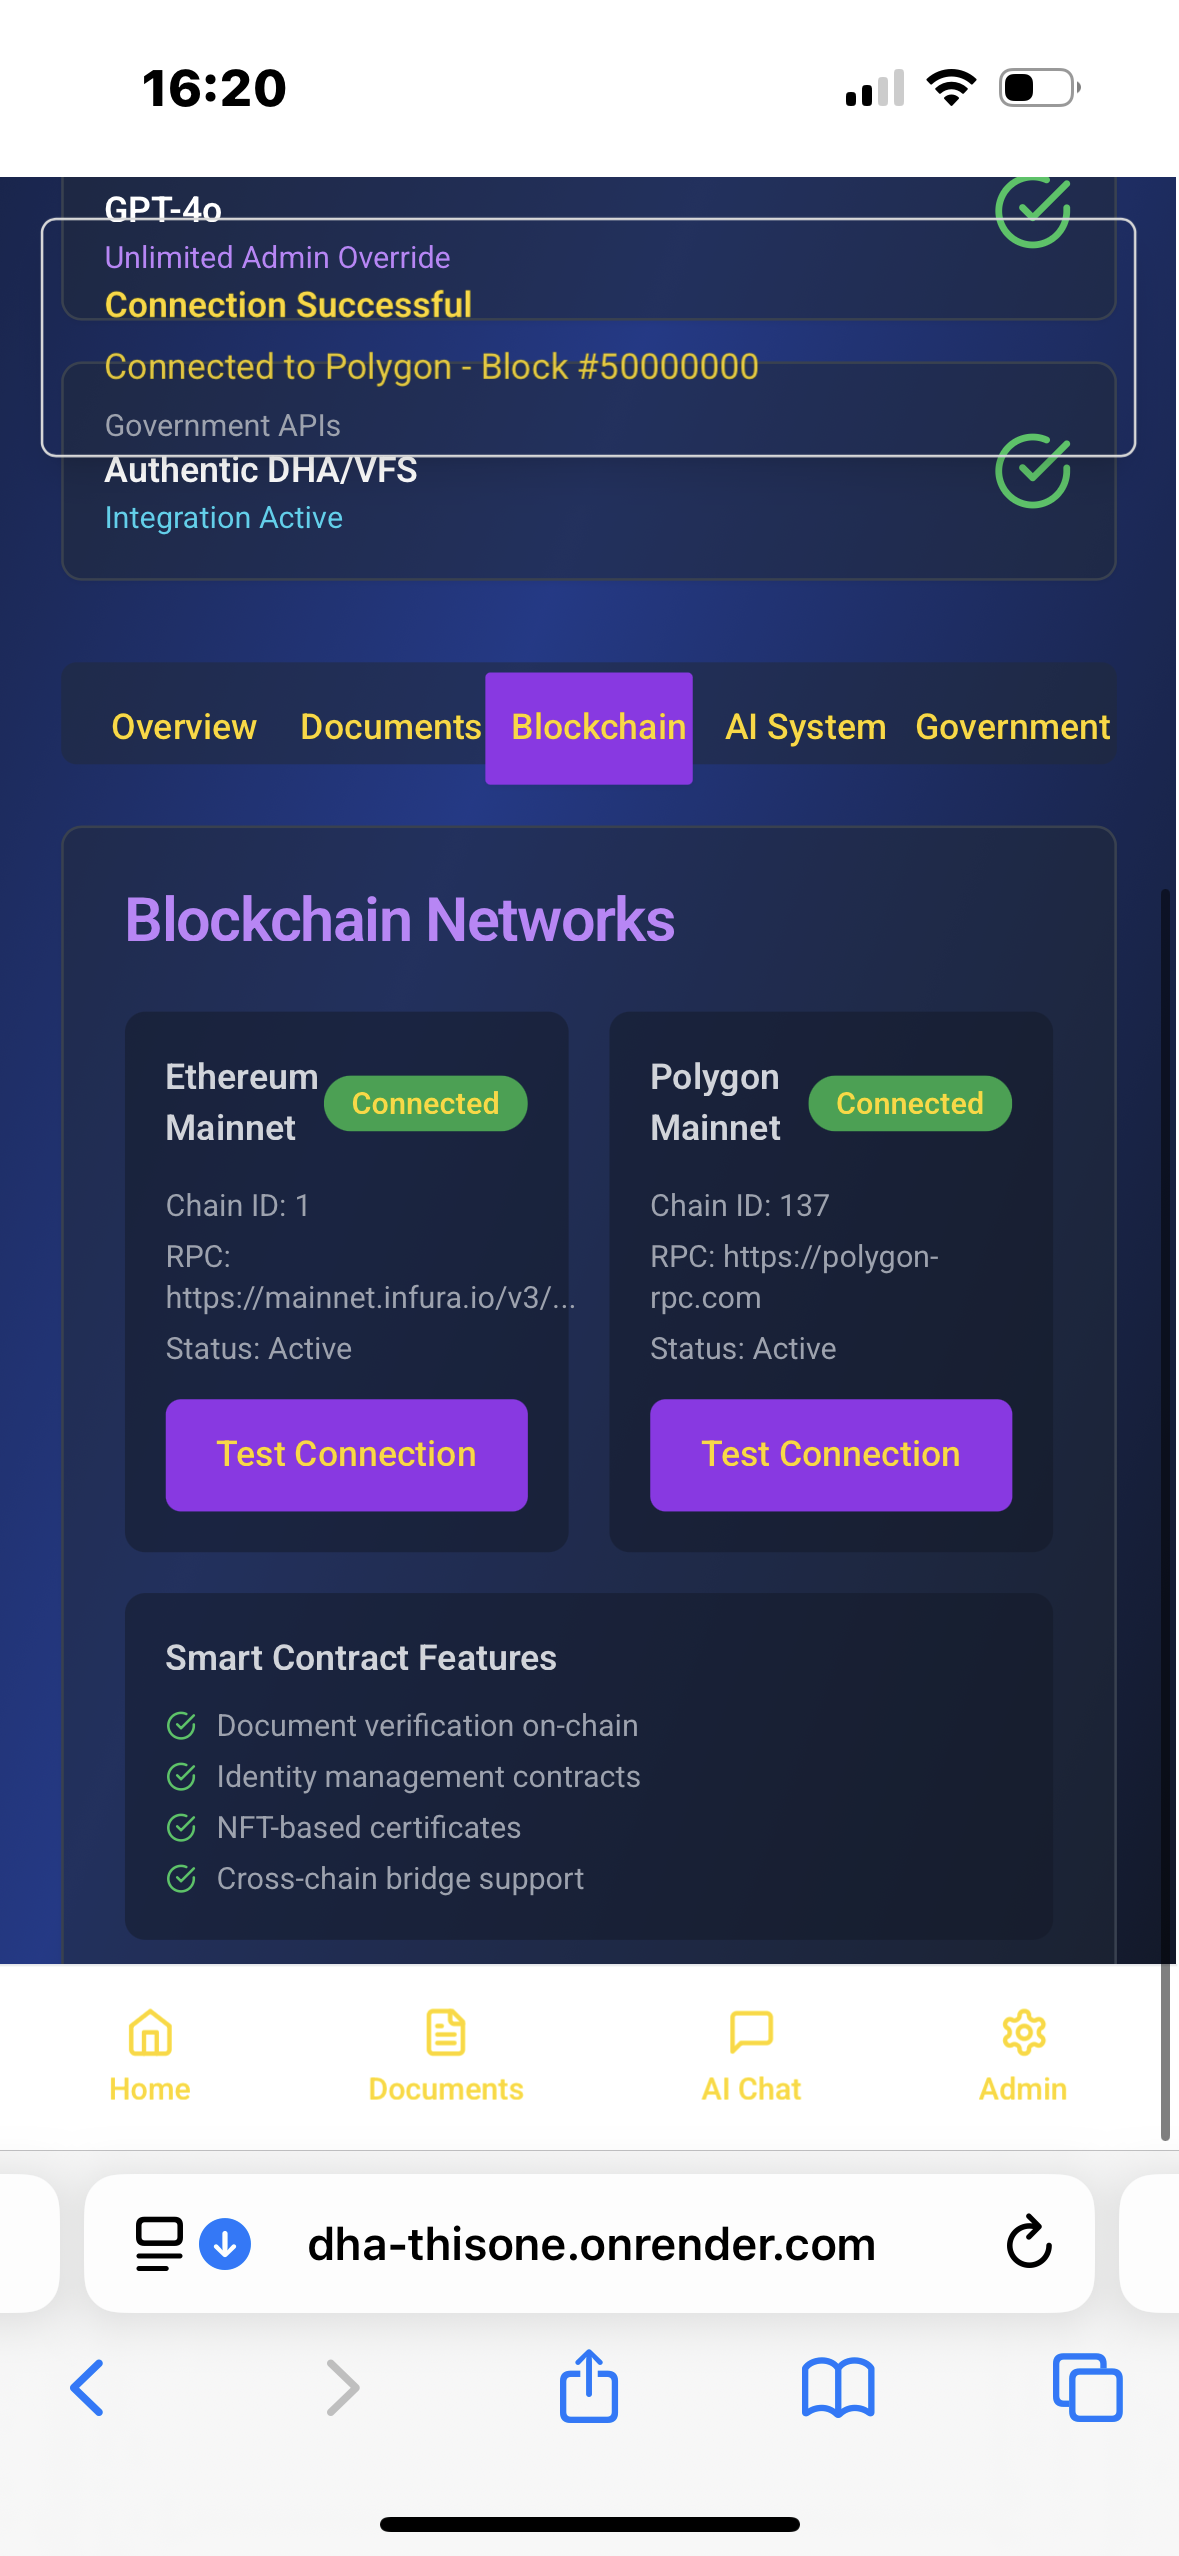 16:20
GPT-4o
Unlimited Admin Override
Connection Successful
Connected to Polygon - Block #50000000
Government APIs
Authentic DHA/VFS
Integration Active
Overview Documents Blockchain AI System Government
Blockchain Networks
Ethereum
Mainnet
Connected
Chain ID: 1
RPC:
https://mainnet.infura.io/v3/...
Status: Active
Test Connection
Polygon
Mainnet
Connected
Chain ID: 137
RPC: https://polygon-
rpc.com
Status: Active
Test Connection
Smart Contract Features
Document verification on-chain
Identity management contracts
NFT-based certificates
Cross-chain bridge support
Home Documents AI Chat Admin
dha-thisone.onrender.com